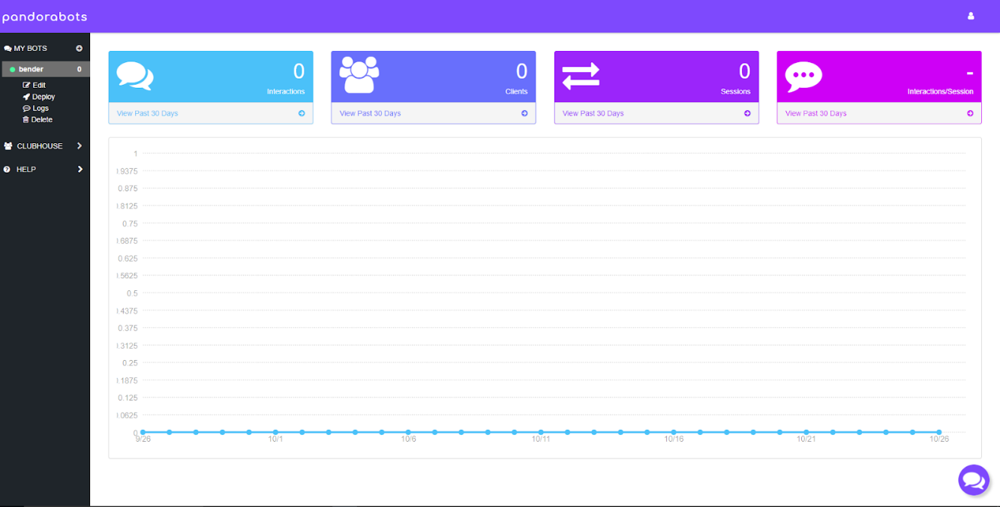 pandorabots
MY BOTS
bender 0
Edit
Deploy
Logs
Delete
CLUBHOUSE
HELP
0
Interactions
View Past 30 Days
0
Clients
View Past 30 Days
0
Sessions
View Past 30 Days
-
Interactions/Session
View Past 30 Days
1
.9375
0.875
.8125
0.75
.6875
0.625
.5625
0.5
.4375
0.375
.3125
0.25
.1875
0.125
.0625
0
9/26 10/1 10/6 10/11 10/16 10/21 10/26